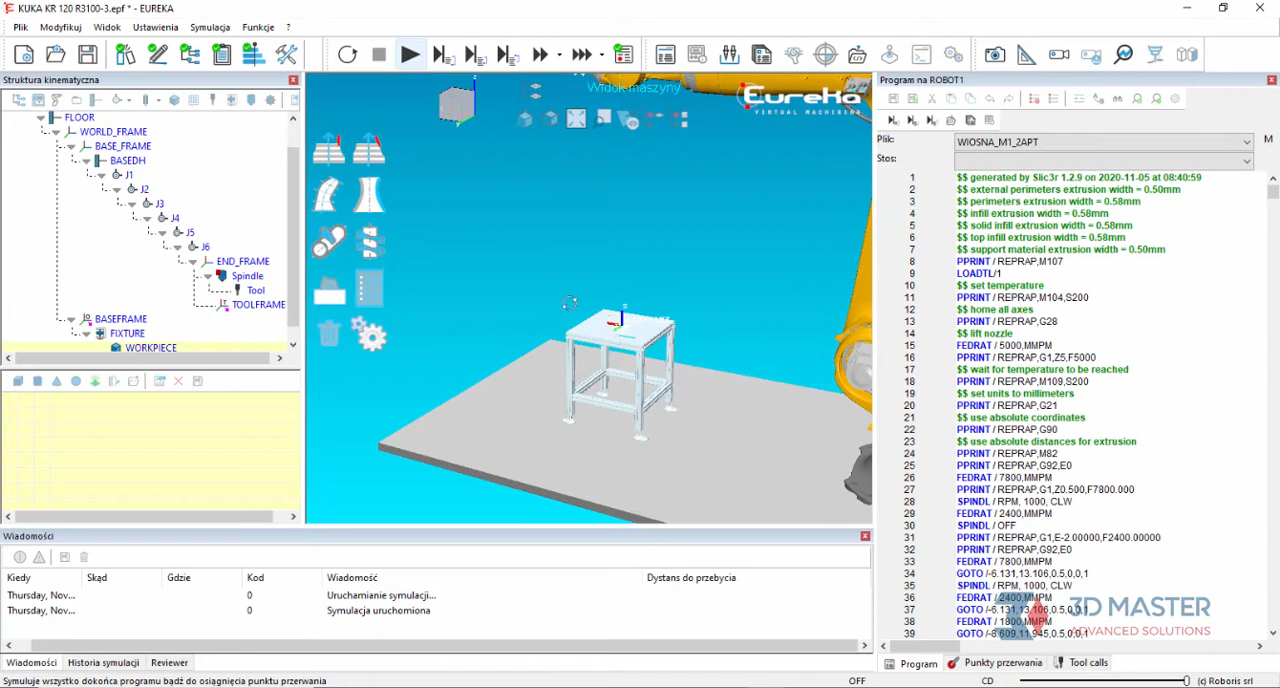 KUKA KR 120 R3100-3.epf * - EUREKA
Plik Modyfikuj Widok Ustawienia Symulacja Funkcje ?
Struktura kinematyczna
FLOOR
WORLD_FRAME
BASE_FRAME
BASEDH
J1
J2
J3
J4
J5
J6
END_FRAME
Spindle
Tool
TOOLFRAME
BASEFRAME
FIXTURE
WORKPIECE
Widok maszyny
Eureka
VIRTUAL MACHINING
Program na ROBOT1
Plik: WIOSNA_M1_2APT M
Stos:
1 $$ generated by Slic3r 1.2.9 on 2020-11-05 at 08:40:59
2 $$ external perimeters extrusion width = 0.50mm
3 $$ perimeters extrusion width = 0.58mm
4 $$ infill extrusion width = 0.58mm
5 $$ solid infill extrusion width = 0.58mm
6 $$ top infill extrusion width = 0.58mm
7 $$ support material extrusion width = 0.50mm
8 PPRINT / REPRAP,M107
9 LOADTL/1
10 $$ set temperature
11 PPRINT / REPRAP,M104,S200
12 $$ home all axes
13 PPRINT / REPRAP,G28
14 $$ lift nozzle
15 FEDRAT / 5000,MMPM
16 PPRINT / REPRAP,G1,Z5,F5000
17 $$ wait for temperature to be reached
18 PPRINT / REPRAP,M109,S200
19 $$ set units to millimeters
20 PPRINT / REPRAP,G21
21 $$ use absolute coordinates
22 PPRINT / REPRAP,G90
23 $$ use absolute distances for extrusion
24 PPRINT / REPRAP,M82
25 PPRINT / REPRAP,G92,E0
26 FEDRAT / 7800,MMPM
27 PPRINT / REPRAP,G1,Z0.500,F7800.000
28 SPINDL / RPM, 1000, CLW
29 FEDRAT / 2400,MMPM
30 SPINDL / OFF
31 PPRINT / REPRAP,G1,E-2.00000,F2400.00000
32 PPRINT / REPRAP,G92,E0
33 FEDRAT / 7800,MMPM
34 GOTO /-6.131,13.106,0.5,0,0,1
35 SPINDL / RPM, 1000, CLW
36 FEDRAT / 2400,MMPM
37 GOTO /-6.131,13.106,0.5,0,0,1
38 FEDRAT / 1800,MMPM
39 GOTO /-8.609,11.945,0.5,0,0,1
3D MASTER
ADVANCED SOLUTIONS
Wiadomości
Kiedy Skąd Gdzie Kod Wiadomość Dystans do przebycia
Thursday, Nov... 0 Uruchamianie symulacji...
Thursday, Nov... 0 Symulacja uruchomiona
Wiadomości Historia symulacji Reviewer
Program Punkty przerwania Tool calls
Symuluje wszystko dokońca programu bądź do osiągnięcia punktu przerwania OFF CD (c) Roboris srl